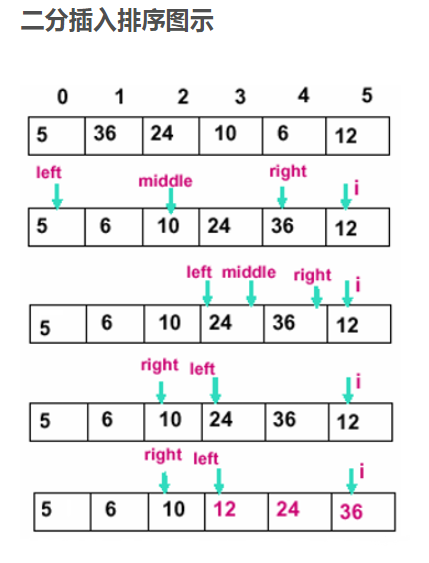 二分插入排序图示
0 1 2 3 4 5
5 36 24 10 6 12
left middle right i
5 6 10 24 36 12
left middle right i
5 6 10 24 36 12
right left i
5 6 10 24 36 12
right left i
5 6 10 12 24 36